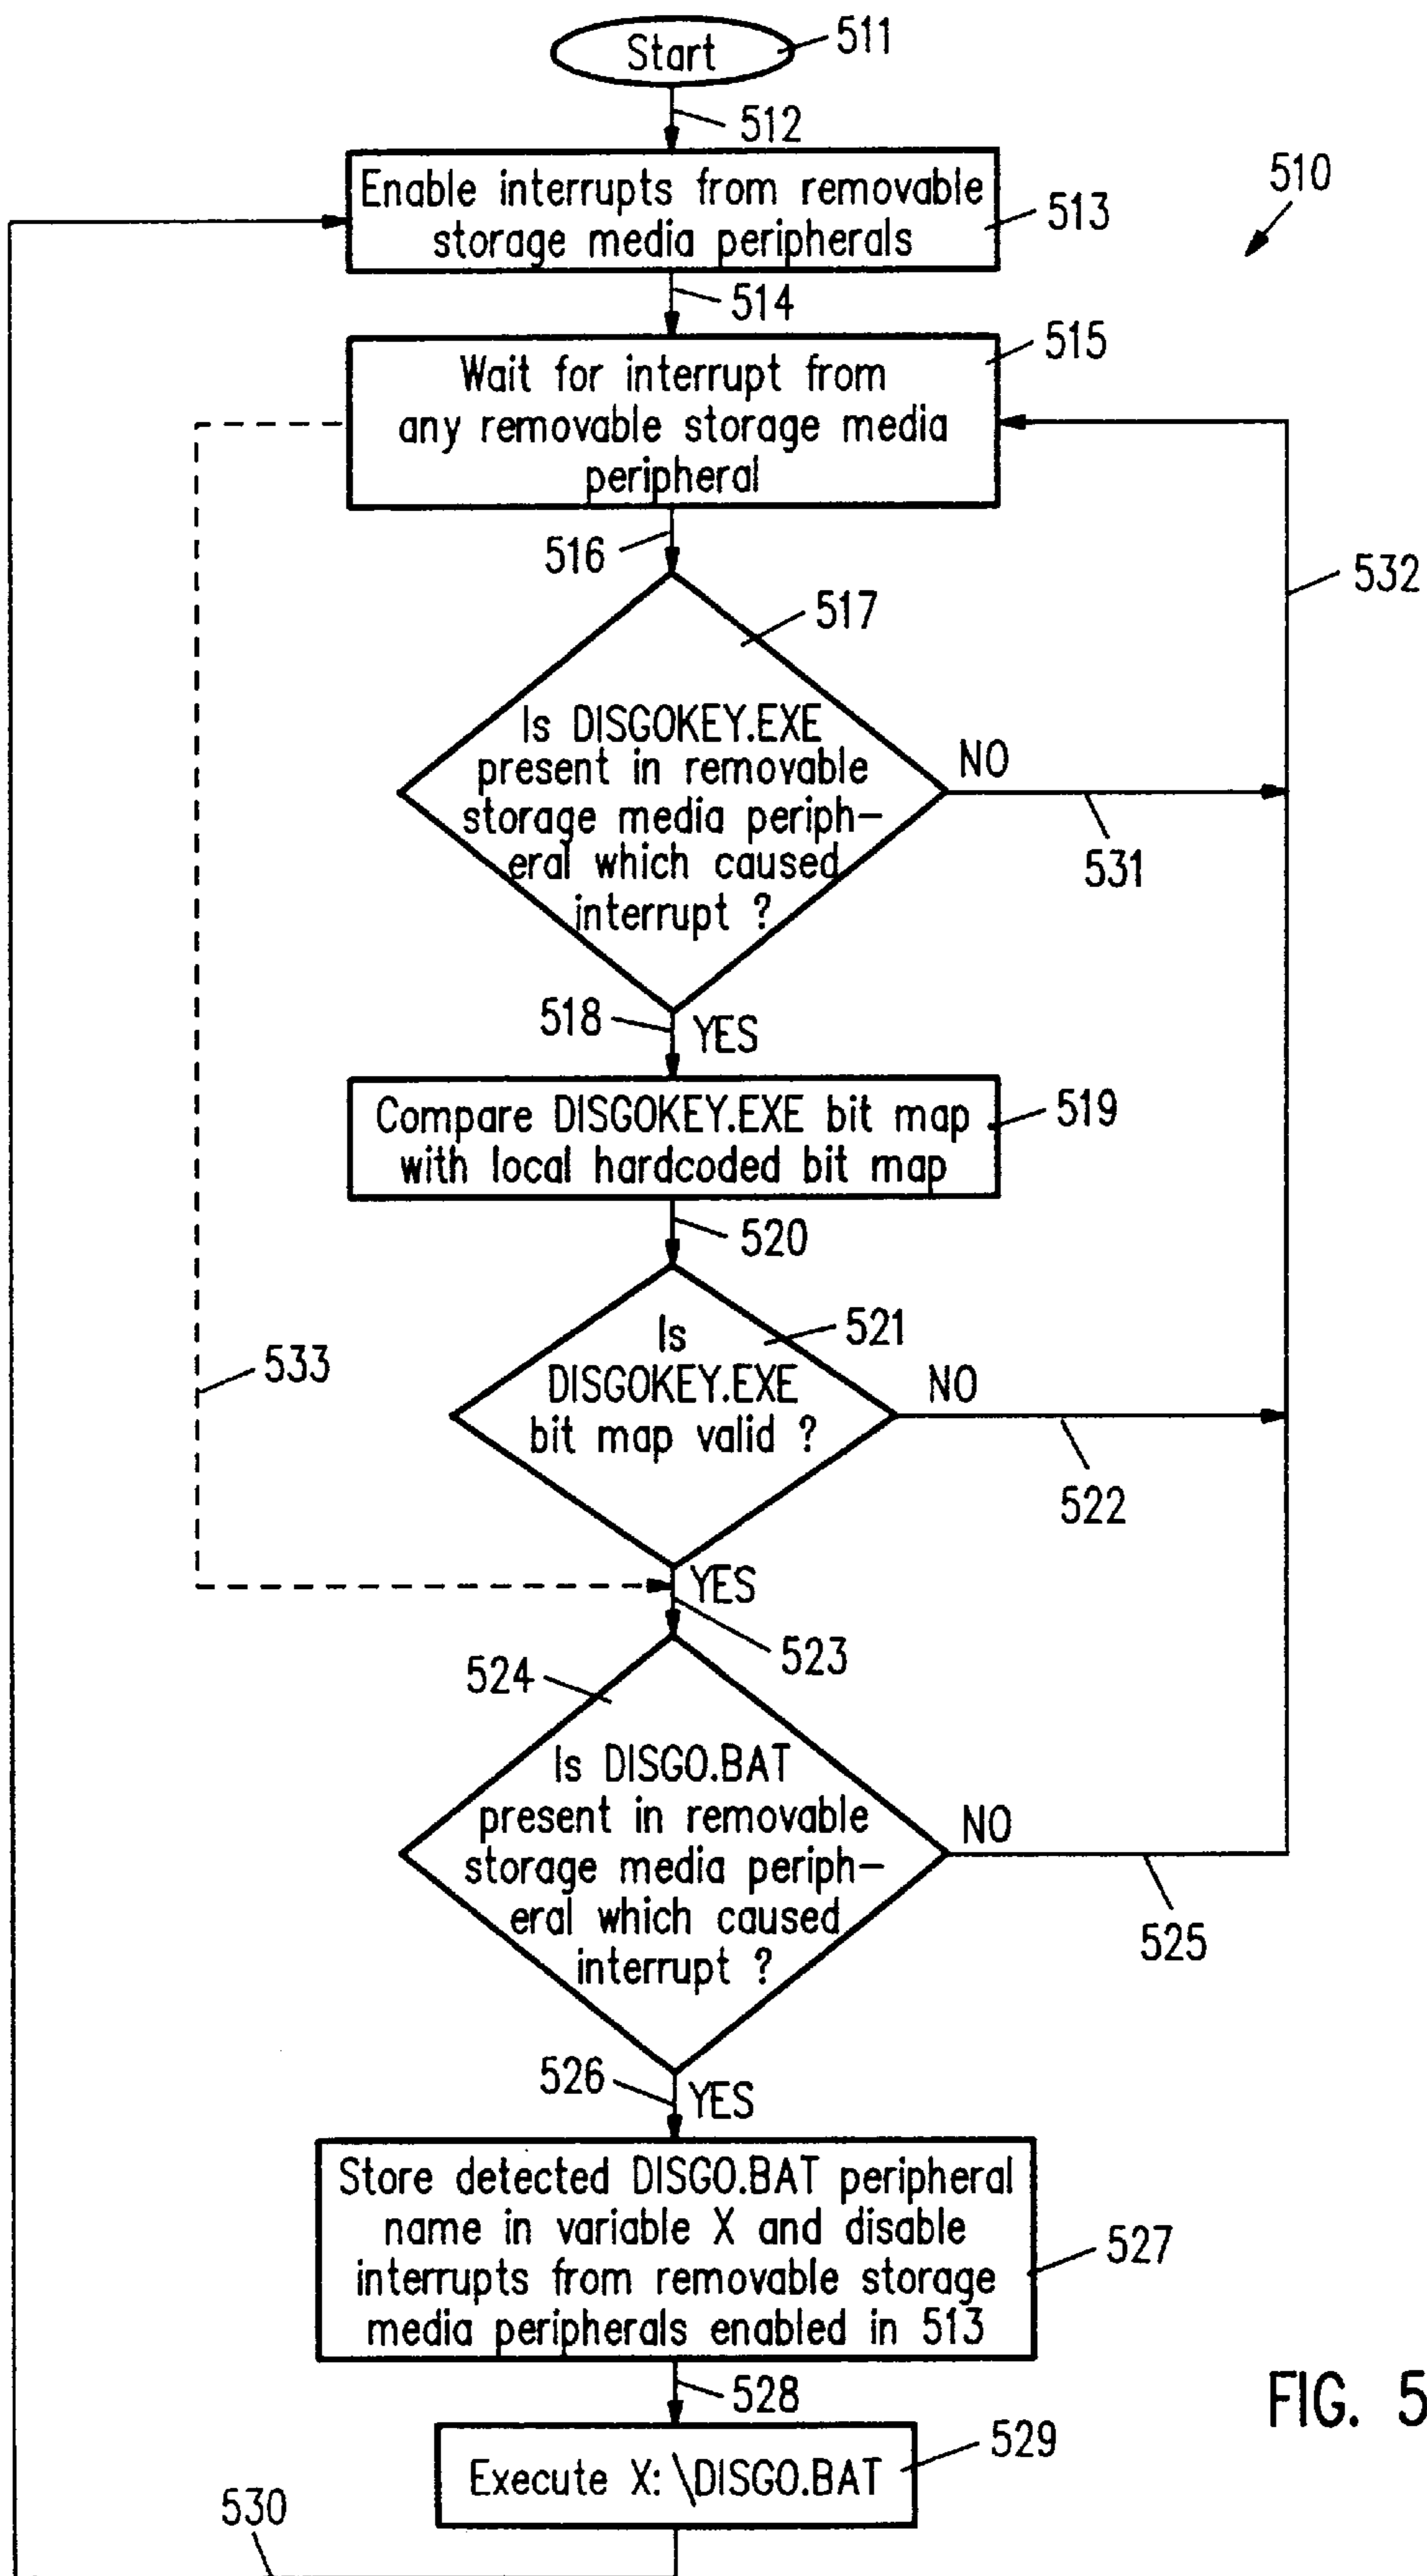 Start
511
512
Enable interrupts from removable
storage media peripherals
513
510
514
515
Wait for interrupt from
any removable storage media
peripheral
516
532
517
Is DISGOKEY.EXE
present in removable
storage media periph-
eral which caused
interrupt ?
NO
531
518
YES
Compare DISGOKEY.EXE bit map
with local hardcoded bit map
519
520
521
Is
DISGOKEY.EXE
bit map valid ?
NO
533
522
YES
523
524
Is DISGO.BAT
present in removable
storage media periph-
eral which caused
interrupt ?
NO
525
526
YES
Store detected DISGO.BAT peripheral
name in variable X and disable
interrupts from removable storage
media peripherals enabled in 513
527
528
FIG. 5
529
Execute X: \DISGO.BAT
530